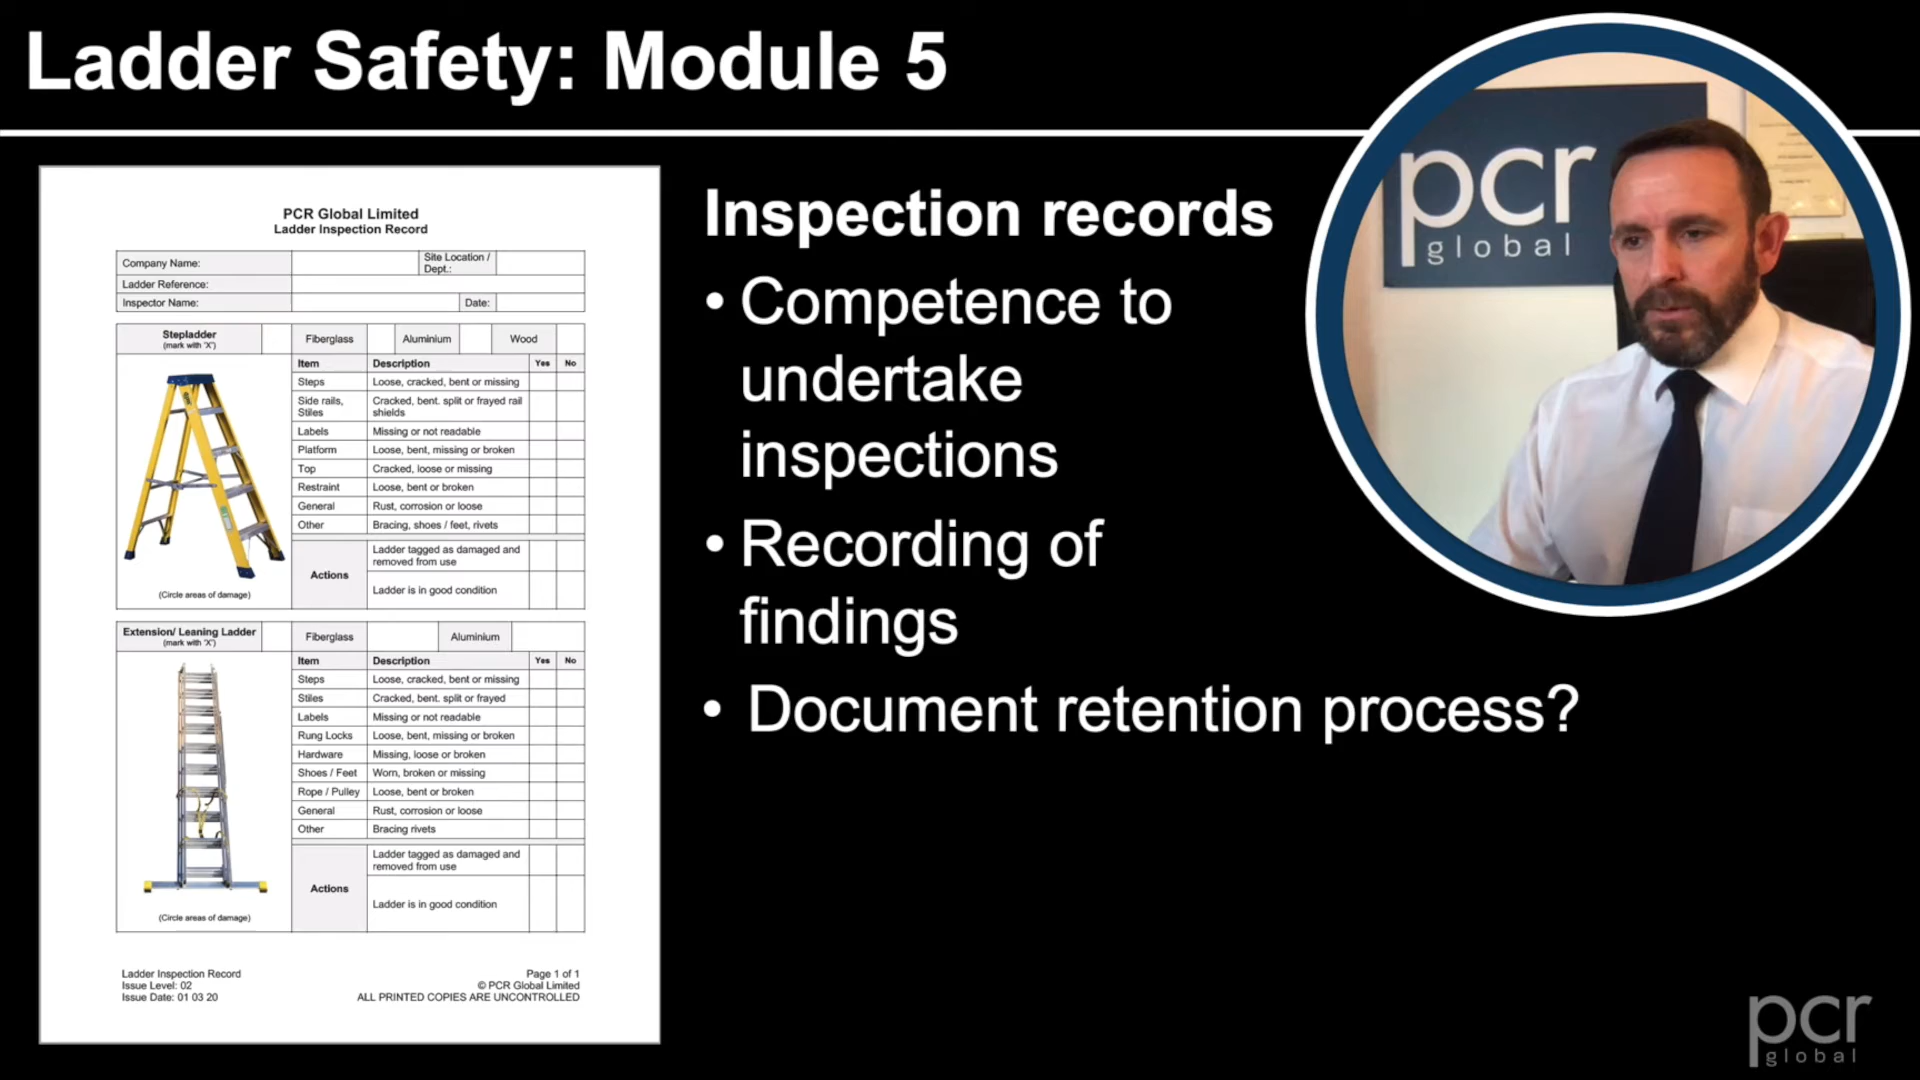 Ladder Safety: Module 5
PCR Global Limited
Ladder Inspection Record
Company Name:
Site Location /
Dept.:
Ladder Reference:
Inspector Name:
Date:
Stepladder
(mark with 'X')
Fiberglass
Aluminium
Wood
Item Description Yes No
Steps Loose, cracked, bent or missing
Side rails, Cracked, bent. split or frayed rail
Stiles shields
Labels Missing or not readable
Platform Loose, bent, missing or broken
Top Cracked, loose or missing
Restraint Loose, bent or broken
General Rust, corrosion or loose
Other Bracing, shoes / feet, rivets
Actions
Ladder tagged as damaged and
removed from use
Ladder is in good condition
(Circle areas of damage)
Extension/ Leaning Ladder
(mark with 'X')
Fiberglass
Aluminium
Item Description Yes No
Steps Loose, cracked, bent or missing
Stiles Cracked, bent. split or frayed
Labels Missing or not readable
Rung Locks Loose, bent, missing or broken
Hardware Missing, loose or broken
Shoes / Feet Worn, broken or missing
Rope / Pulley Loose, bent or broken
General Rust, corrosion or loose
Other Bracing rivets
Actions
Ladder tagged as damaged and
removed from use
Ladder is in good condition
(Circle areas of damage)
Ladder Inspection Record
Issue Level: 02
Issue Date: 01 03 20
Page 1 of 1
© PCR Global Limited
ALL PRINTED COPIES ARE UNCONTROLLED
Inspection records
• Competence to
undertake
inspections
• Recording of
findings
• Document retention process?
pcr
global
pcr
global